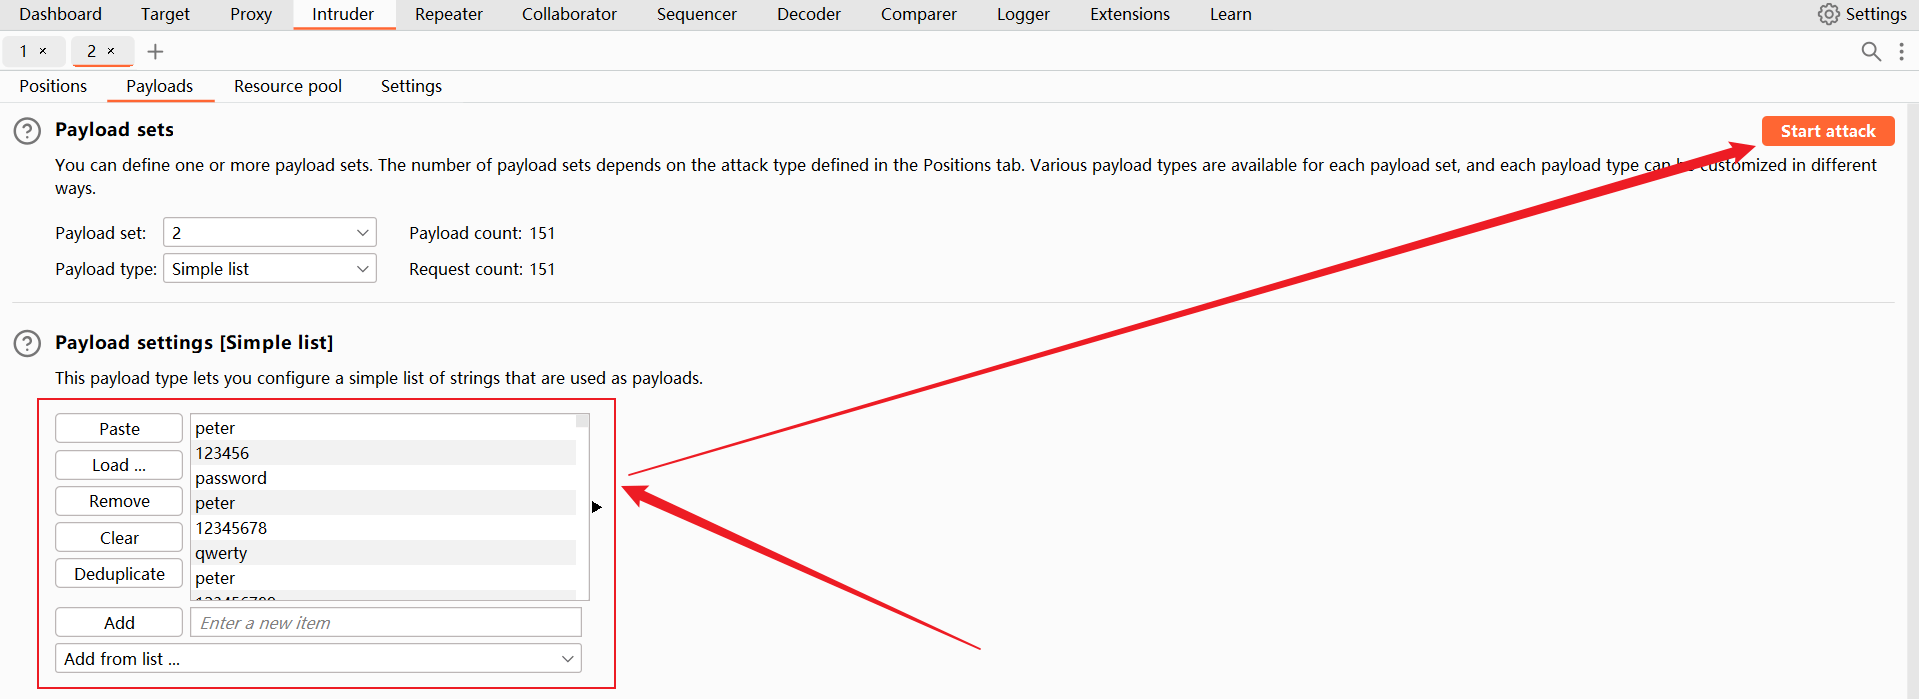 Dashboard Target Proxy Intruder Repeater Collaborator Sequencer Decoder Comparer Logger Extensions Learn Settings
1 × 2 × +
Positions Payloads Resource pool Settings
? Payload sets
Start attack
You can define one or more payload sets. The number of payload sets depends on the attack type defined in the Positions tab. Various payload types are available for each payload set, and each payload type can be customized in different
ways.
Payload set: 2 Payload count: 151
Payload type: Simple list Request count: 151
? Payload settings [Simple list]
This payload type lets you configure a simple list of strings that are used as payloads.
Paste
Load ...
Remove
Clear
Deduplicate
peter
123456
password
peter
12345678
qwerty
peter
123456789
Add Enter a new item
Add from list ...